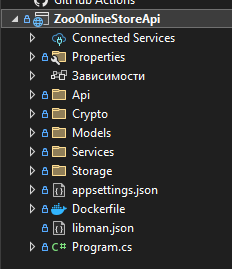 GitHub Actions
ZooOnlineStoreApi
Connected Services
Properties
Зависимости
Api
Crypto
Models
Services
Storage
appsettings.json
Dockerfile
libman.json
C# Program.cs